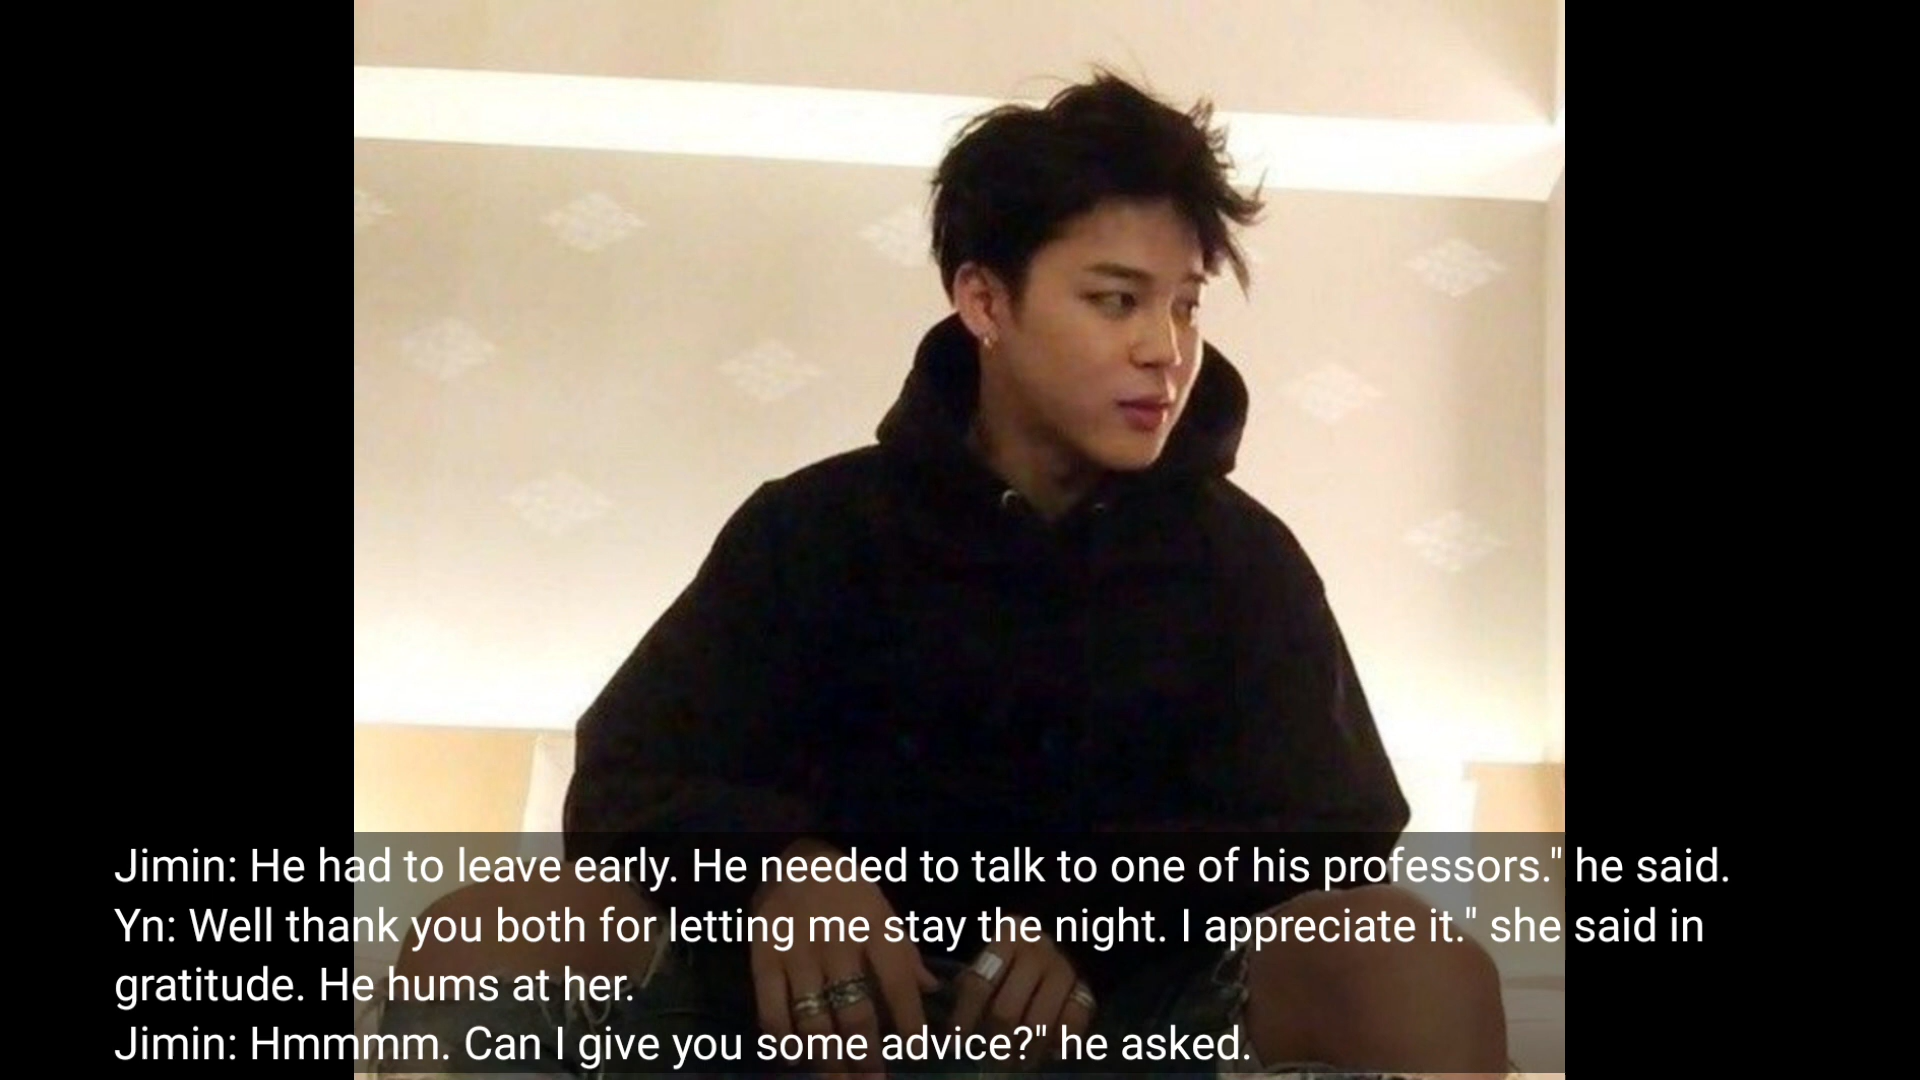 Jimin: He had to leave early. He needed to talk to one of his professors." he said.
Yn: Well thank you both for letting me stay the night. I appreciate it." she said in
gratitude. He hums at her.
Jimin: Hmmmm. Can I give you some advice?" he asked.